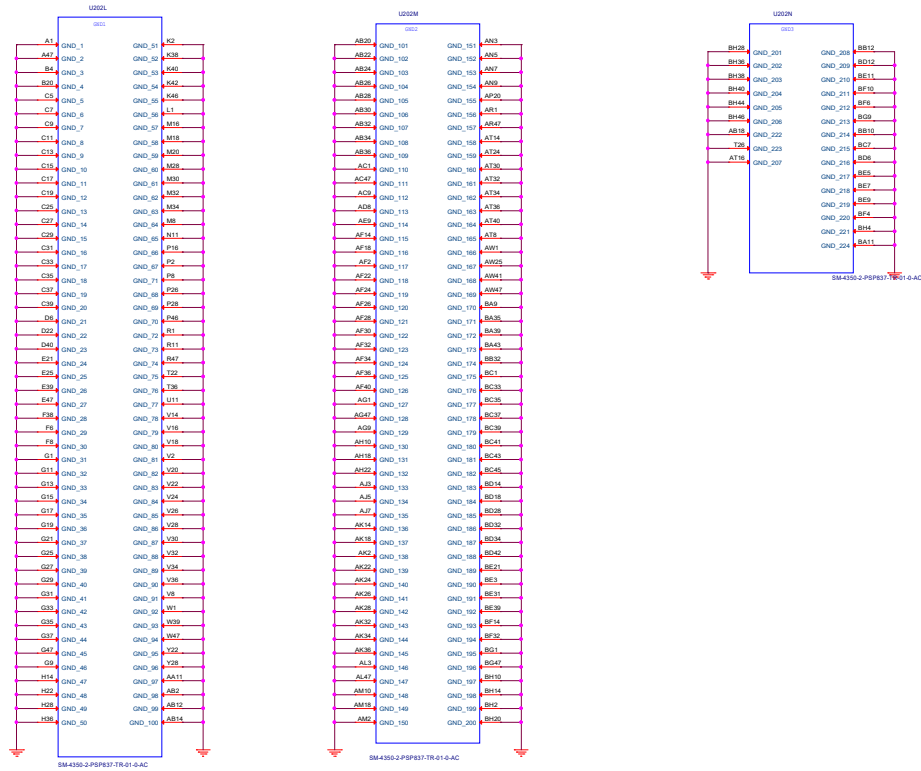 U202L
GND1
A1 GND_1 GND_51 K2
A47 GND_2 GND_52 K38
B4 GND_3 GND_53 K40
B20 GND_4 GND_54 K42
C5 GND_5 GND_55 K46
C7 GND_6 GND_56 L1
C9 GND_7 GND_57 M16
C11 GND_8 GND_58 M18
C13 GND_9 GND_59 M20
C15 GND_10 GND_60 M28
C17 GND_11 GND_61 M30
C19 GND_12 GND_62 M32
C25 GND_13 GND_63 M34
C27 GND_14 GND_64 M8
C29 GND_15 GND_65 N11
C31 GND_16 GND_66 P16
C33 GND_17 GND_67 P2
C35 GND_18 GND_71 P8
C37 GND_19 GND_68 P26
C39 GND_20 GND_69 P28
D6 GND_21 GND_70 P46
D22 GND_22 GND_72 R1
D40 GND_23 GND_73 R11
E21 GND_24 GND_74 R47
E25 GND_25 GND_75 T22
E39 GND_26 GND_76 T36
E47 GND_27 GND_77 U11
F38 GND_28 GND_78 V14
F6 GND_29 GND_79 V16
F8 GND_30 GND_80 V18
G1 GND_31 GND_81 V2
G11 GND_32 GND_82 V20
G13 GND_33 GND_83 V22
G15 GND_34 GND_84 V24
G17 GND_35 GND_85 V26
G19 GND_36 GND_86 V28
G21 GND_37 GND_87 V30
G25 GND_38 GND_88 V32
G27 GND_39 GND_89 V34
G29 GND_40 GND_90 V36
G31 GND_41 GND_91 V8
G33 GND_42 GND_92 W1
G35 GND_43 GND_93 W39
G37 GND_44 GND_94 W47
G47 GND_45 GND_95 Y22
G9 GND_46 GND_96 Y28
H14 GND_47 GND_97 AA11
H22 GND_48 GND_98 AB2
H28 GND_49 GND_99 AB12
H36 GND_50 GND_100 AB14
SM-4350-2-PSP837-TR-01-0-AC
U202M
GND2
AB20 GND_101 GND_151 AN3
AB22 GND_102 GND_152 AN5
AB24 GND_103 GND_153 AN7
AB26 GND_104 GND_154 AN9
AB28 GND_105 GND_155 AP20
AB30 GND_106 GND_156 AR1
AB32 GND_107 GND_157 AR47
AB34 GND_108 GND_158 AT14
AB36 GND_109 GND_159 AT24
AC1 GND_110 GND_160 AT30
AC47 GND_111 GND_161 AT32
AC9 GND_112 GND_162 AT34
AD8 GND_113 GND_163 AT36
AE9 GND_114 GND_164 AT40
AF14 GND_115 GND_165 AT8
AF18 GND_116 GND_166 AW1
AF2 GND_117 GND_167 AW25
AF22 GND_118 GND_168 AW41
AF24 GND_119 GND_169 AW47
AF26 GND_120 GND_170 BA9
AF28 GND_121 GND_171 BA35
AF30 GND_122 GND_172 BA39
AF32 GND_123 GND_173 BA43
AF34 GND_124 GND_174 BB32
AF36 GND_125 GND_175 BC1
AF40 GND_126 GND_176 BC33
AG1 GND_127 GND_177 BC35
AG47 GND_128 GND_178 BC37
AG9 GND_129 GND_179 BC39
AH10 GND_130 GND_180 BC41
AH18 GND_131 GND_181 BC43
AH22 GND_132 GND_182 BC45
AJ3 GND_133 GND_183 BD14
AJ5 GND_134 GND_184 BD18
AJ7 GND_135 GND_185 BD28
AK14 GND_136 GND_186 BD32
AK18 GND_137 GND_187 BD34
AK2 GND_138 GND_188 BD42
AK22 GND_139 GND_189 BE21
AK24 GND_140 GND_190 BE3
AK26 GND_141 GND_191 BE31
AK28 GND_142 GND_192 BE39
AK32 GND_143 GND_193 BF14
AK34 GND_144 GND_194 BF32
AK36 GND_145 GND_195 BG1
AL3 GND_146 GND_196 BG47
AL47 GND_147 GND_197 BH10
AM10 GND_148 GND_198 BH14
AM18 GND_149 GND_199 BH2
AM2 GND_150 GND_200 BH20
SM-4350-2-PSP837-TR-01-0-AC
U202N
GND3
BH28 GND_201 GND_208 BB12
BH36 GND_202 GND_209 BD12
BH38 GND_203 GND_210 BE11
BH40 GND_204 GND_211 BF10
BH44 GND_205 GND_212 BF6
BH46 GND_206 GND_213 BG9
AB18 GND_222 GND_214 BB10
T26 GND_223 GND_215 BC7
AT16 GND_207 GND_216 BD6
GND_217 BE5
GND_218 BE7
GND_219 BE9
GND_220 BF4
GND_221 BH4
GND_224 BA11
SM-4350-2-PSP837-TR-01-0-AC